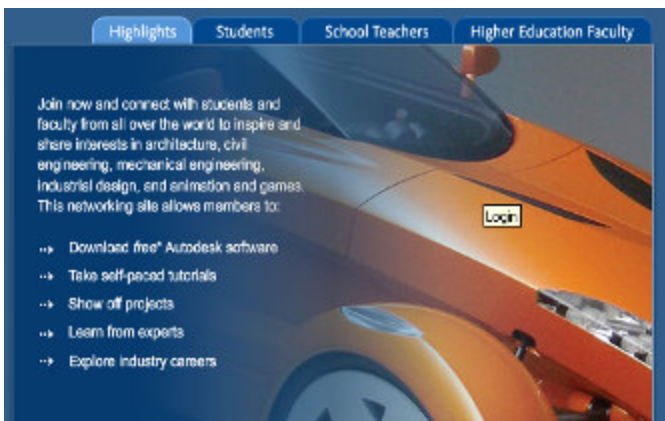 Highlights
Students
School Teachers
Higher Education Faculty
Join now and connect with students and
faculty from all over the world to inspire and
share interests in architecture, civil
engineering, mechanical engineering,
industrial design, and animation and games.
This networking site allows members to:
Login
Download free* Autodesk software
Take self-paced tutorials
Show off projects
Learn from experts
Explore industry careers